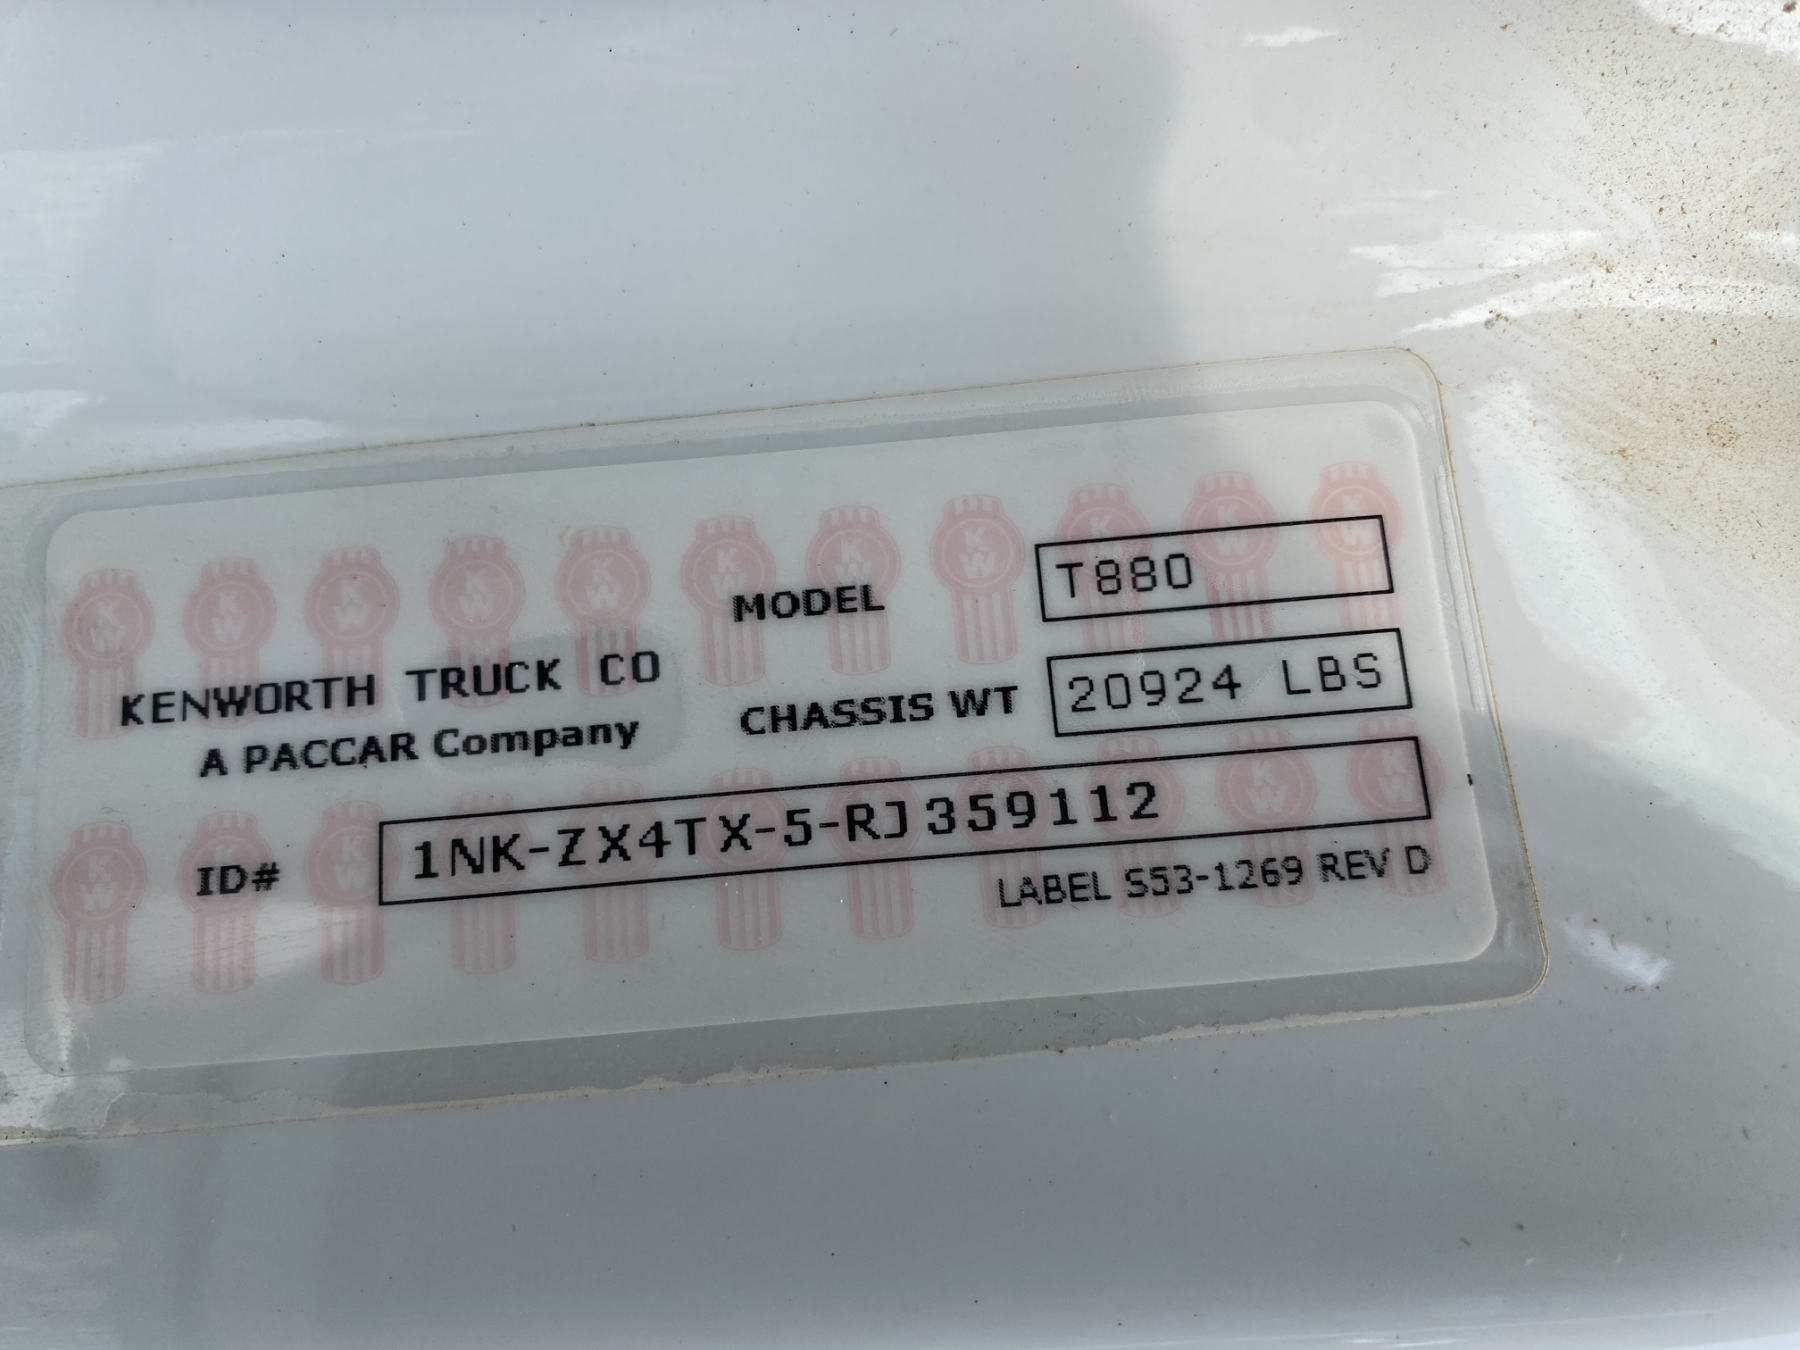 MODEL T880
KENWORTH TRUCK CO
A PACCAR Company
CHASSIS WT 20924 LBS
ID# 1NK-ZX4TX-5-RJ359112
LABEL S53-1269 REV D